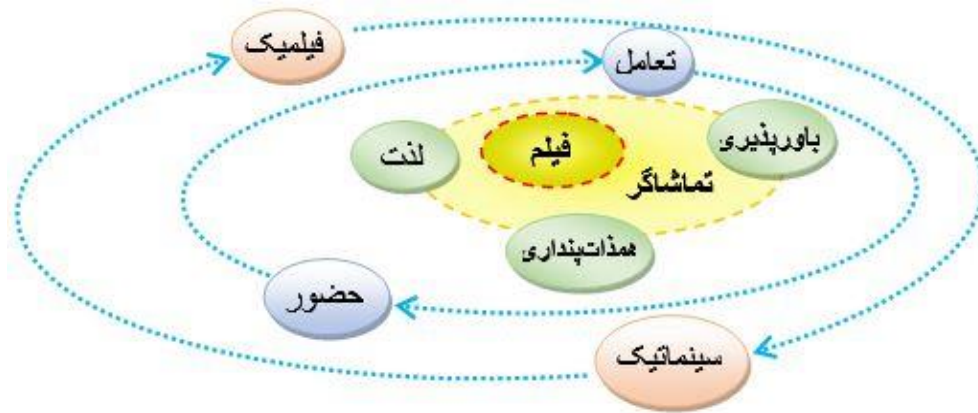 فیلمیک
تعامل
باورپذیری
فیلم
لذت
تماشاگر
همذات‌پنداری
حضور
سینماتیک